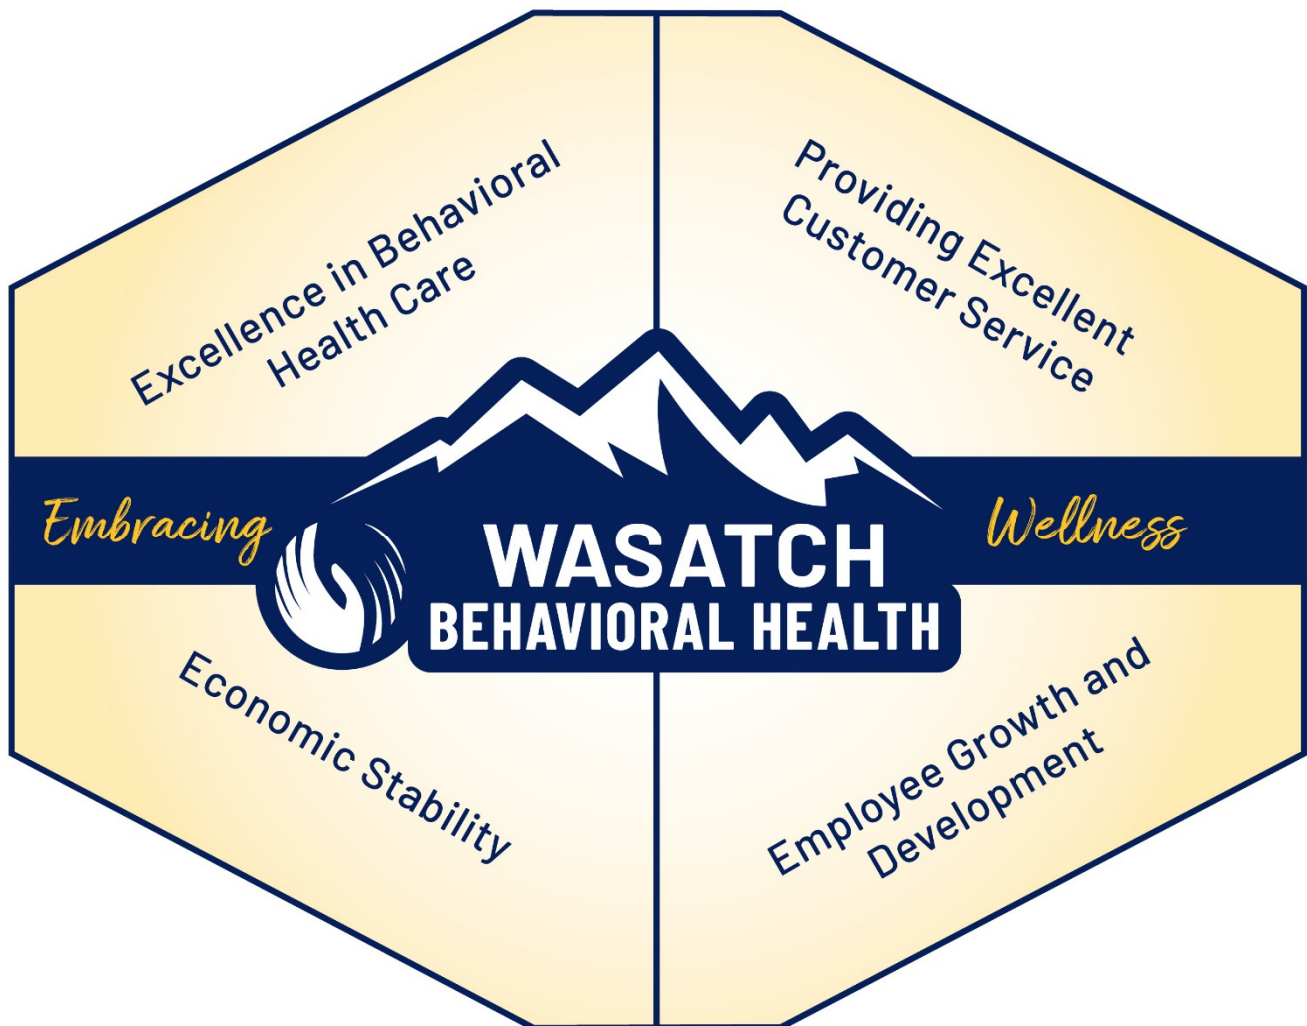 Excellence in Behavioral
Health Care
Providing Excellent
Customer Service
Embracing
WASATCH
BEHAVIORAL HEALTH
Wellness
Economic Stability
Employee Growth and
Development